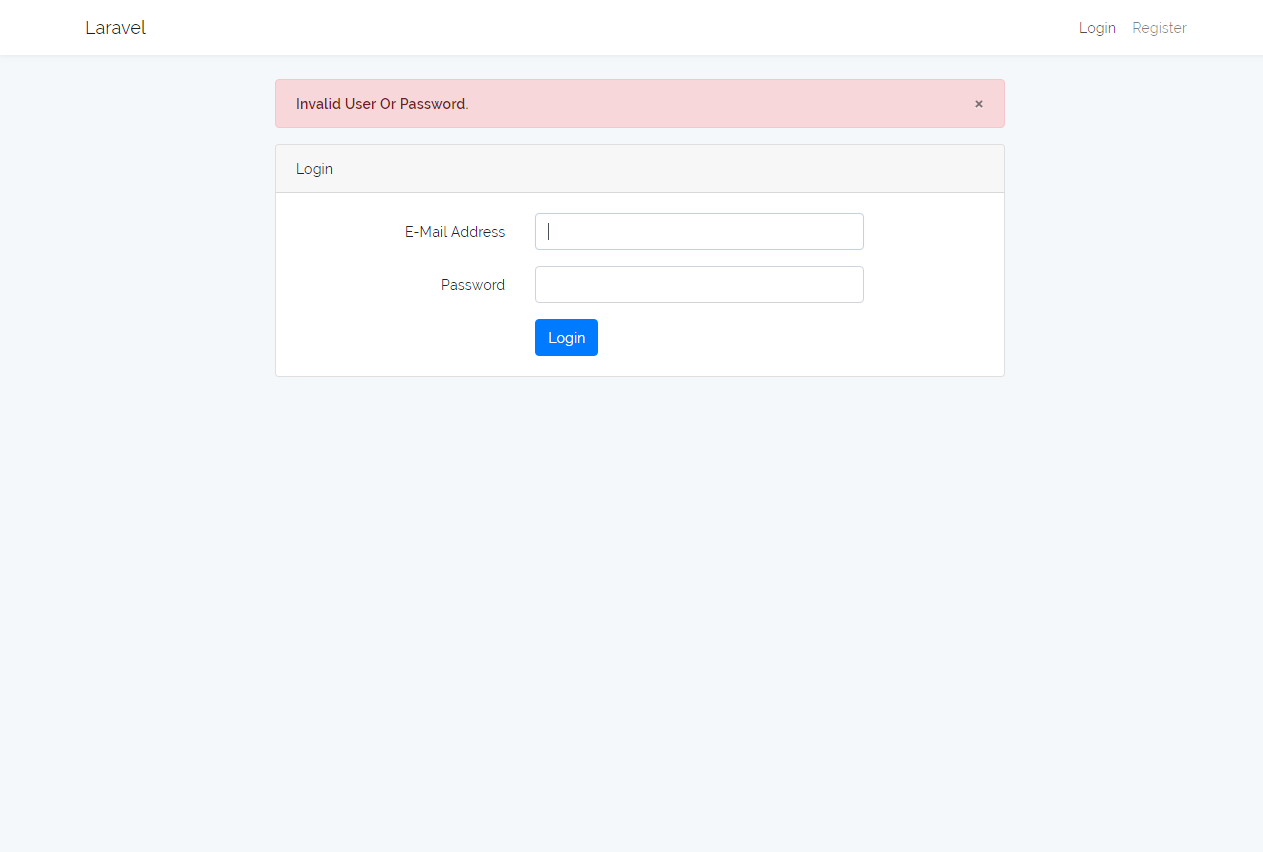 Laravel
Login Register
Invalid User Or Password. ×
Login
E-Mail Address
Password
Login